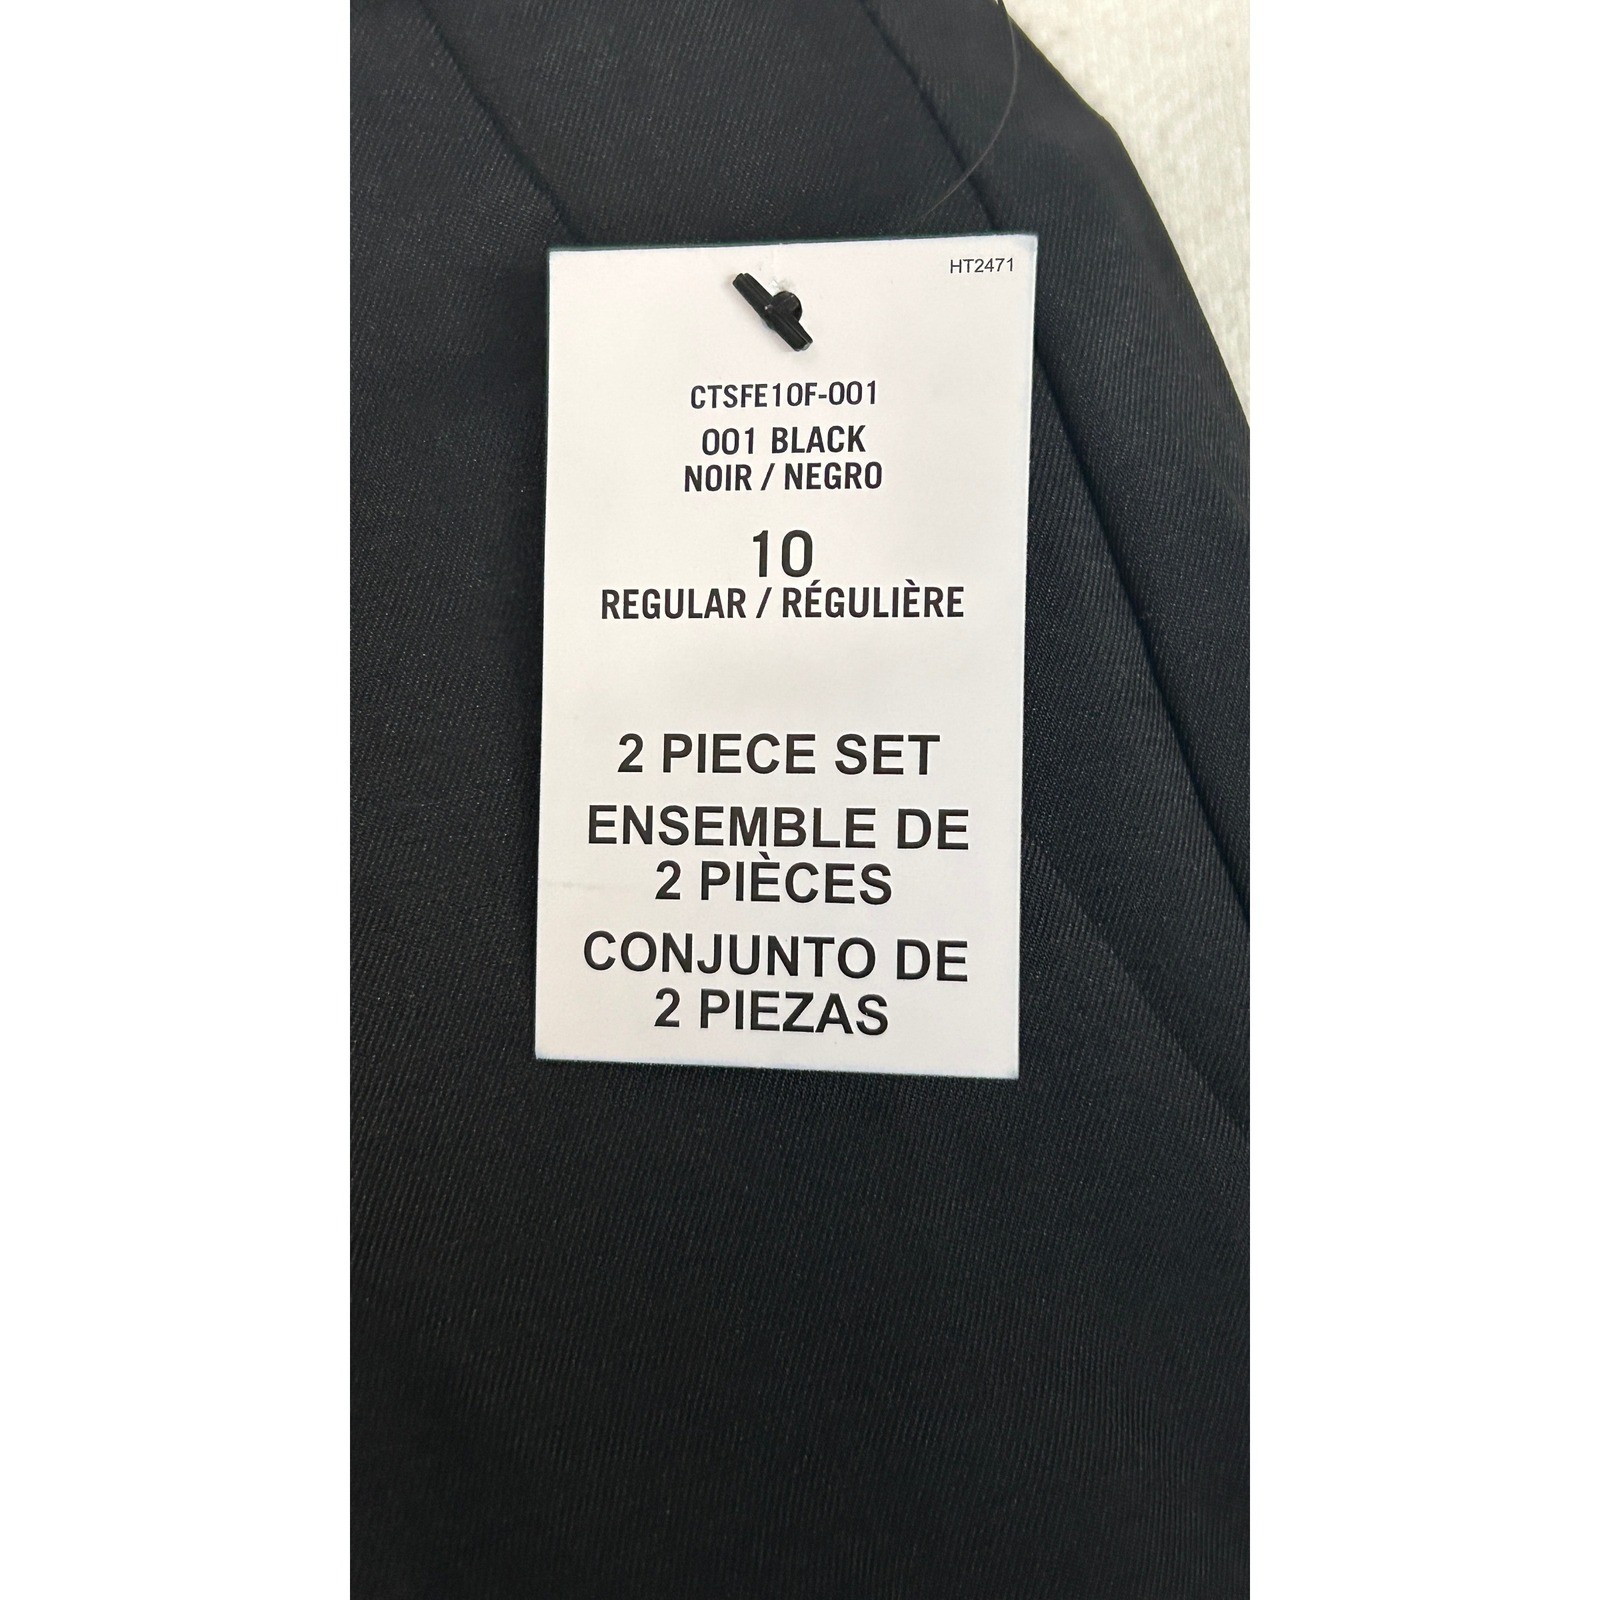 HT2471
CTSFE10F-001
001 BLACK
NOIR / NEGRO
10
REGULAR / RÉGULIÈRE
2 PIECE SET
ENSEMBLE DE
2 PIÈCES
CONJUNTO DE
2 PIEZAS